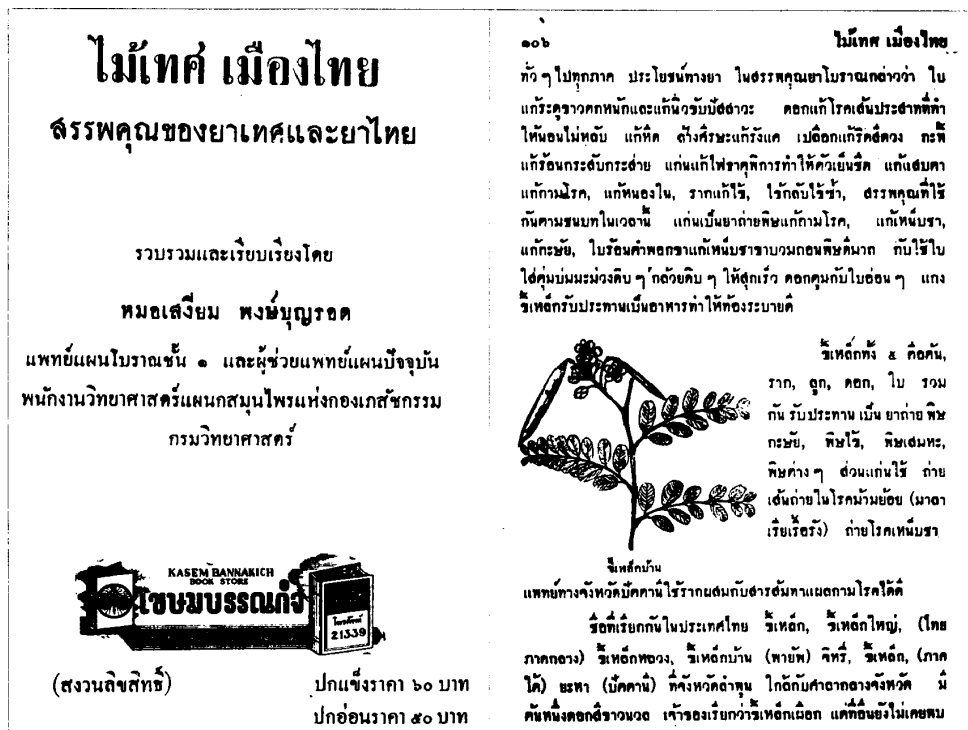 ไม้เทศ เมืองไทย
สรรพคุณของยาเทศและยาไทย
รวบรวมและเรียบเรียงโดย
หมอเสงี่ยม พงษ์บุญรอด
แพทย์แผนโบราณชั้น ๑ และผู้ช่วยแพทย์แผนปัจจุบัน
พนักงานวิทยาศาสตร์แผนกสมุนไพรแห่งกองเภสัชกรรม
กรมวิทยาศาสตร์
KASEM BANNAKICH
BOOK STORE
โทรศัพท์
21339
(สงวนลิขสิทธิ์)
ปกแข็งราคา ๖๐ บาท
ปกอ่อนราคา ๕๐ บาท
๑๐๖ ไม้เทศ เมืองไทย
ทั่ว ๆ ไปทุกภาค ประโยชน์ทางยา ในสรรพคุณยาโบราณกล่าวว่า ใบ
แก้ระดูขาวตกหนักและแก้นิ่วขับปัสสาวะ ดอกแก้โรคเส้นประสาทที่ทำ
ให้นอนไม่หลับ แก้หืด ล้างศีรษะแก้รังแค เปลือกแก้ริดสีดวง กะพี้
แก้ร้อนกระสับกระส่าย แก่นแก้ไฟธาตุพิการทำให้ตัวเย็นชืด แก้แสบตา
แก้กามโรค, แก้หนองใน, รากแก้ไข้, ไข้กลับไข้ซ้ำ, สรรพคุณที่ใช้
กันตามชนบทในเวลานี้ แก่นเป็นยาถ่ายพิษแก้กามโรค, แก้เหน็บชา,
แก้กะษัย, ใบร้อนตำพอกขาแก้เหน็บชาขาบวมถอนพิษดีมาก กับใช้ใบ
ใส่ตุ่มบ่มมะม่วงดิบ ๆ กล้วยดิบ ๆ ให้สุกเร็ว ดอกตูมกับใบอ่อน ๆ แกง
ขี้เหล็กรับประทานเป็นอาหารทำให้ท้องระบายดี
ขี้เหล็กทั้ง ๕ คือต้น,
ราก, ลูก, ดอก, ใบ รวม
กัน รับประทาน เป็น ยาถ่าย พิษ
กะษัย, พิษไข้, พิษเสมหะ,
พิษต่าง ๆ ส่วนแก่นใช้ ถ่าย
เส้นถ่ายในโรคม้ามย้อย (มาลา
เรียเรื้อรัง) ถ่ายโรคเหน็บชา
ขี้เหล็กบ้าน
แพทย์ทางจังหวัดปัตตานีใช้รากผสมกับสารส้มทาแผลกามโรคได้ดี
ชื่อที่เรียกกันในประเทศไทย ขี้เหล็ก, ขี้เหล็กใหญ่, (ไทย
ภาคกลาง) ขี้เหล็กหลวง, ขี้เหล็กบ้าน (พายัพ) จิหรี่, ขี้เหล็ก, (ภาค
ใต้) ยะหา (ปัตตานี) ที่จังหวัดลำพูน ใกล้กับศาลากลางจังหวัด มี
ต้นหนึ่งดอกสีขาวนวล เจ้าของเรียกว่าขี้เหล็กเผือก แต่ที่อื่นยังไม่เคยพบ